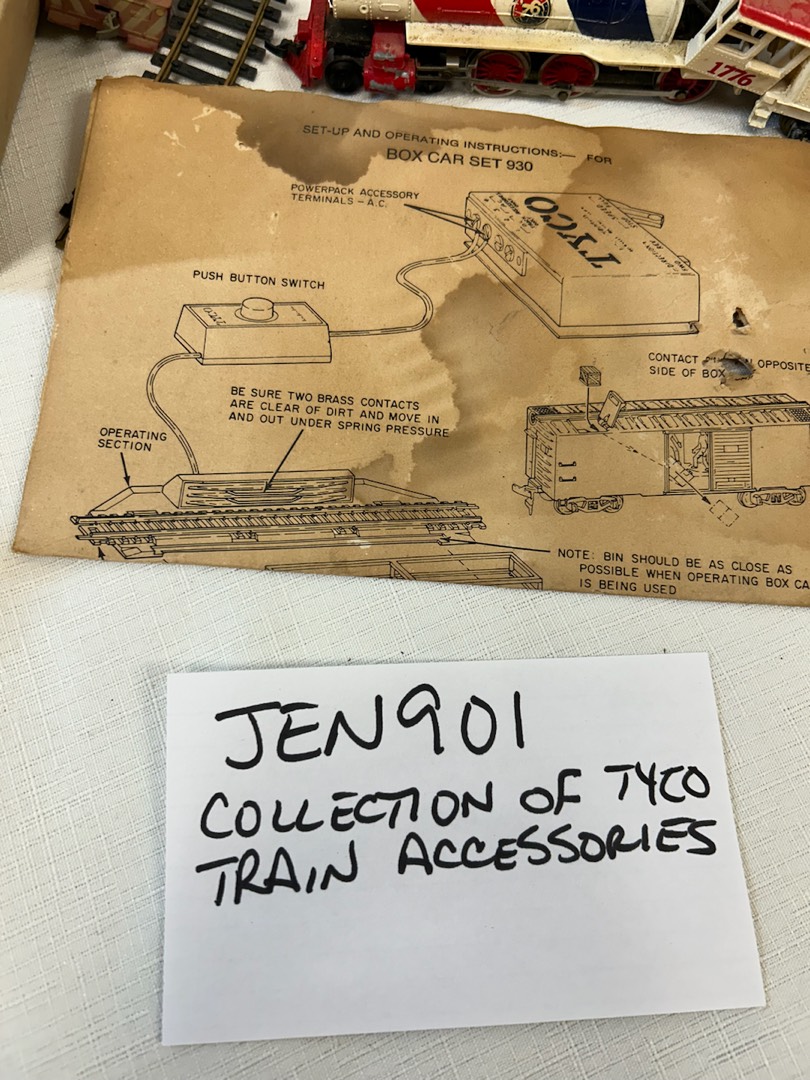 1776
SET-UP AND OPERATING INSTRUCTIONS:— FOR
BOX CAR SET 930
POWERPACK ACCESSORY
TERMINALS – A.C.
TYCO
PUSH BUTTON SWITCH
TYCO
CONTACT OPPOSITE
SIDE OF BOX
BE SURE TWO BRASS CONTACTS
ARE CLEAR OF DIRT AND MOVE IN
AND OUT UNDER SPRING PRESSURE
OPERATING
SECTION
NOTE: BIN SHOULD BE AS CLOSE AS
POSSIBLE WHEN OPERATING BOX CA
IS BEING USED
JEN901
COLLECTION OF TYCO
TRAIN ACCESSORIES